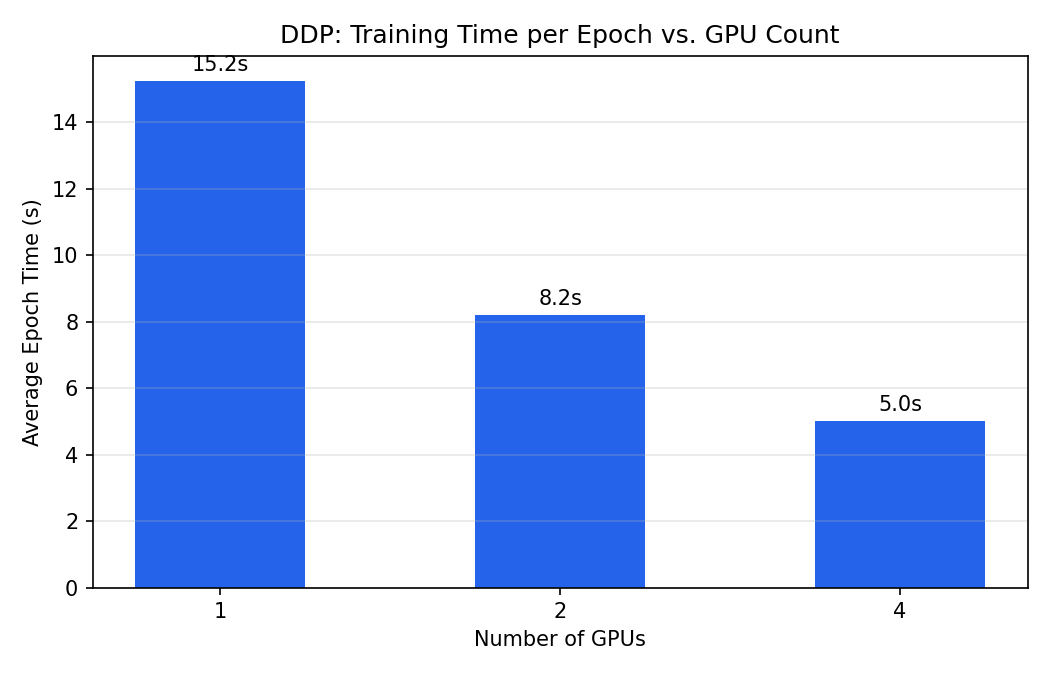 DDP: Training Time per Epoch vs. GPU Count
15.2s
8.2s
5.0s
14
12
10
8
6
4
2
0
Average Epoch Time (s)
1
2
4
Number of GPUs